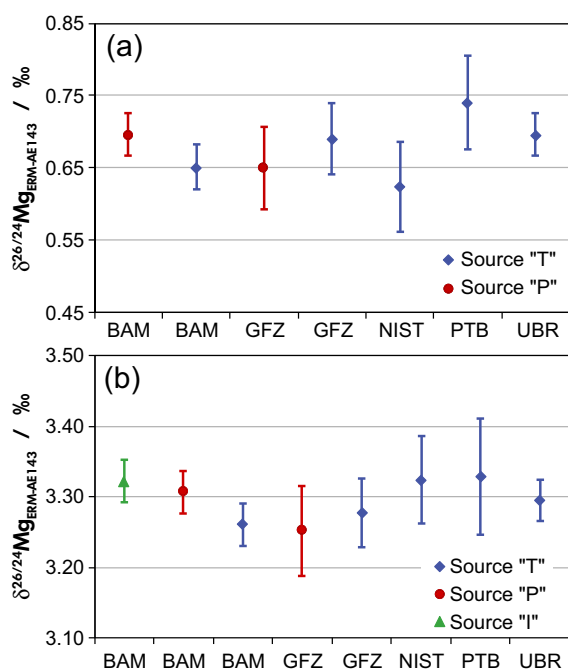 (a)
δ26/24MgERM-AE143 / ‰
0.85
0.75
0.65
0.55
0.45
Source "T"
Source "P"
BAM BAM GFZ GFZ NIST PTB UBR
(b)
δ26/24MgERM-AE143 / ‰
3.50
3.40
3.30
3.20
3.10
Source "T"
Source "P"
Source "I"
BAM BAM BAM GFZ GFZ NIST PTB UBR